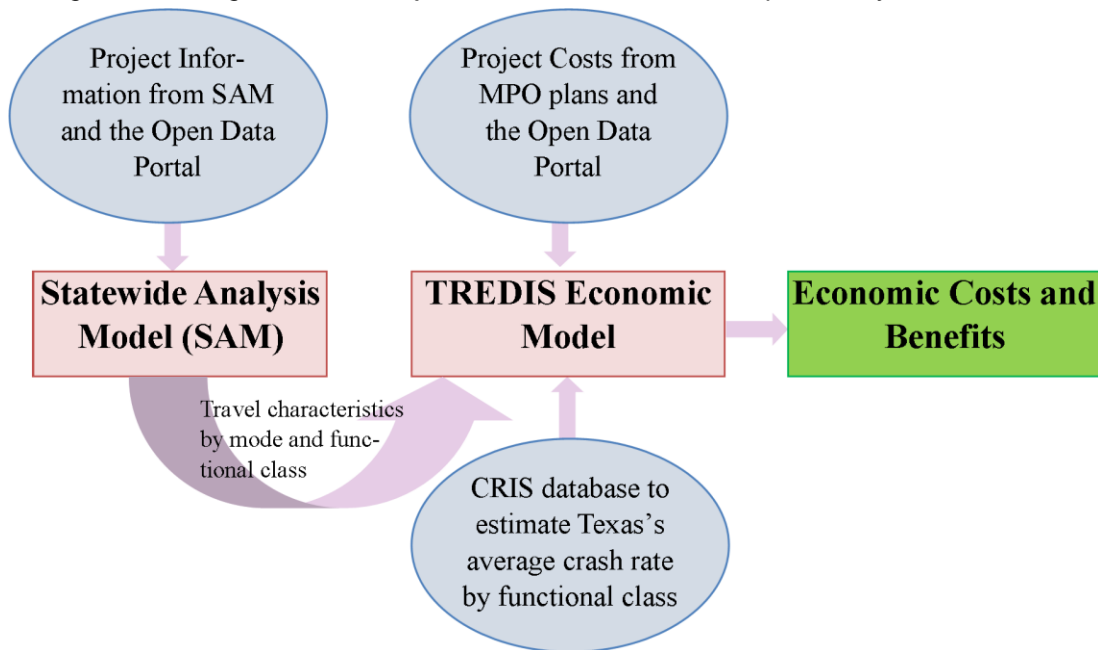 Project Infor-
mation from SAM
and the Open Data
Portal
Project Costs from
MPO plans and
the Open Data
Portal
Statewide Analysis
Model (SAM)
TREDIS Economic
Model
Economic Costs and
Benefits
Travel characteristics
by mode and func-
tional class
CRIS database to
estimate Texas’s
average crash rate
by functional class